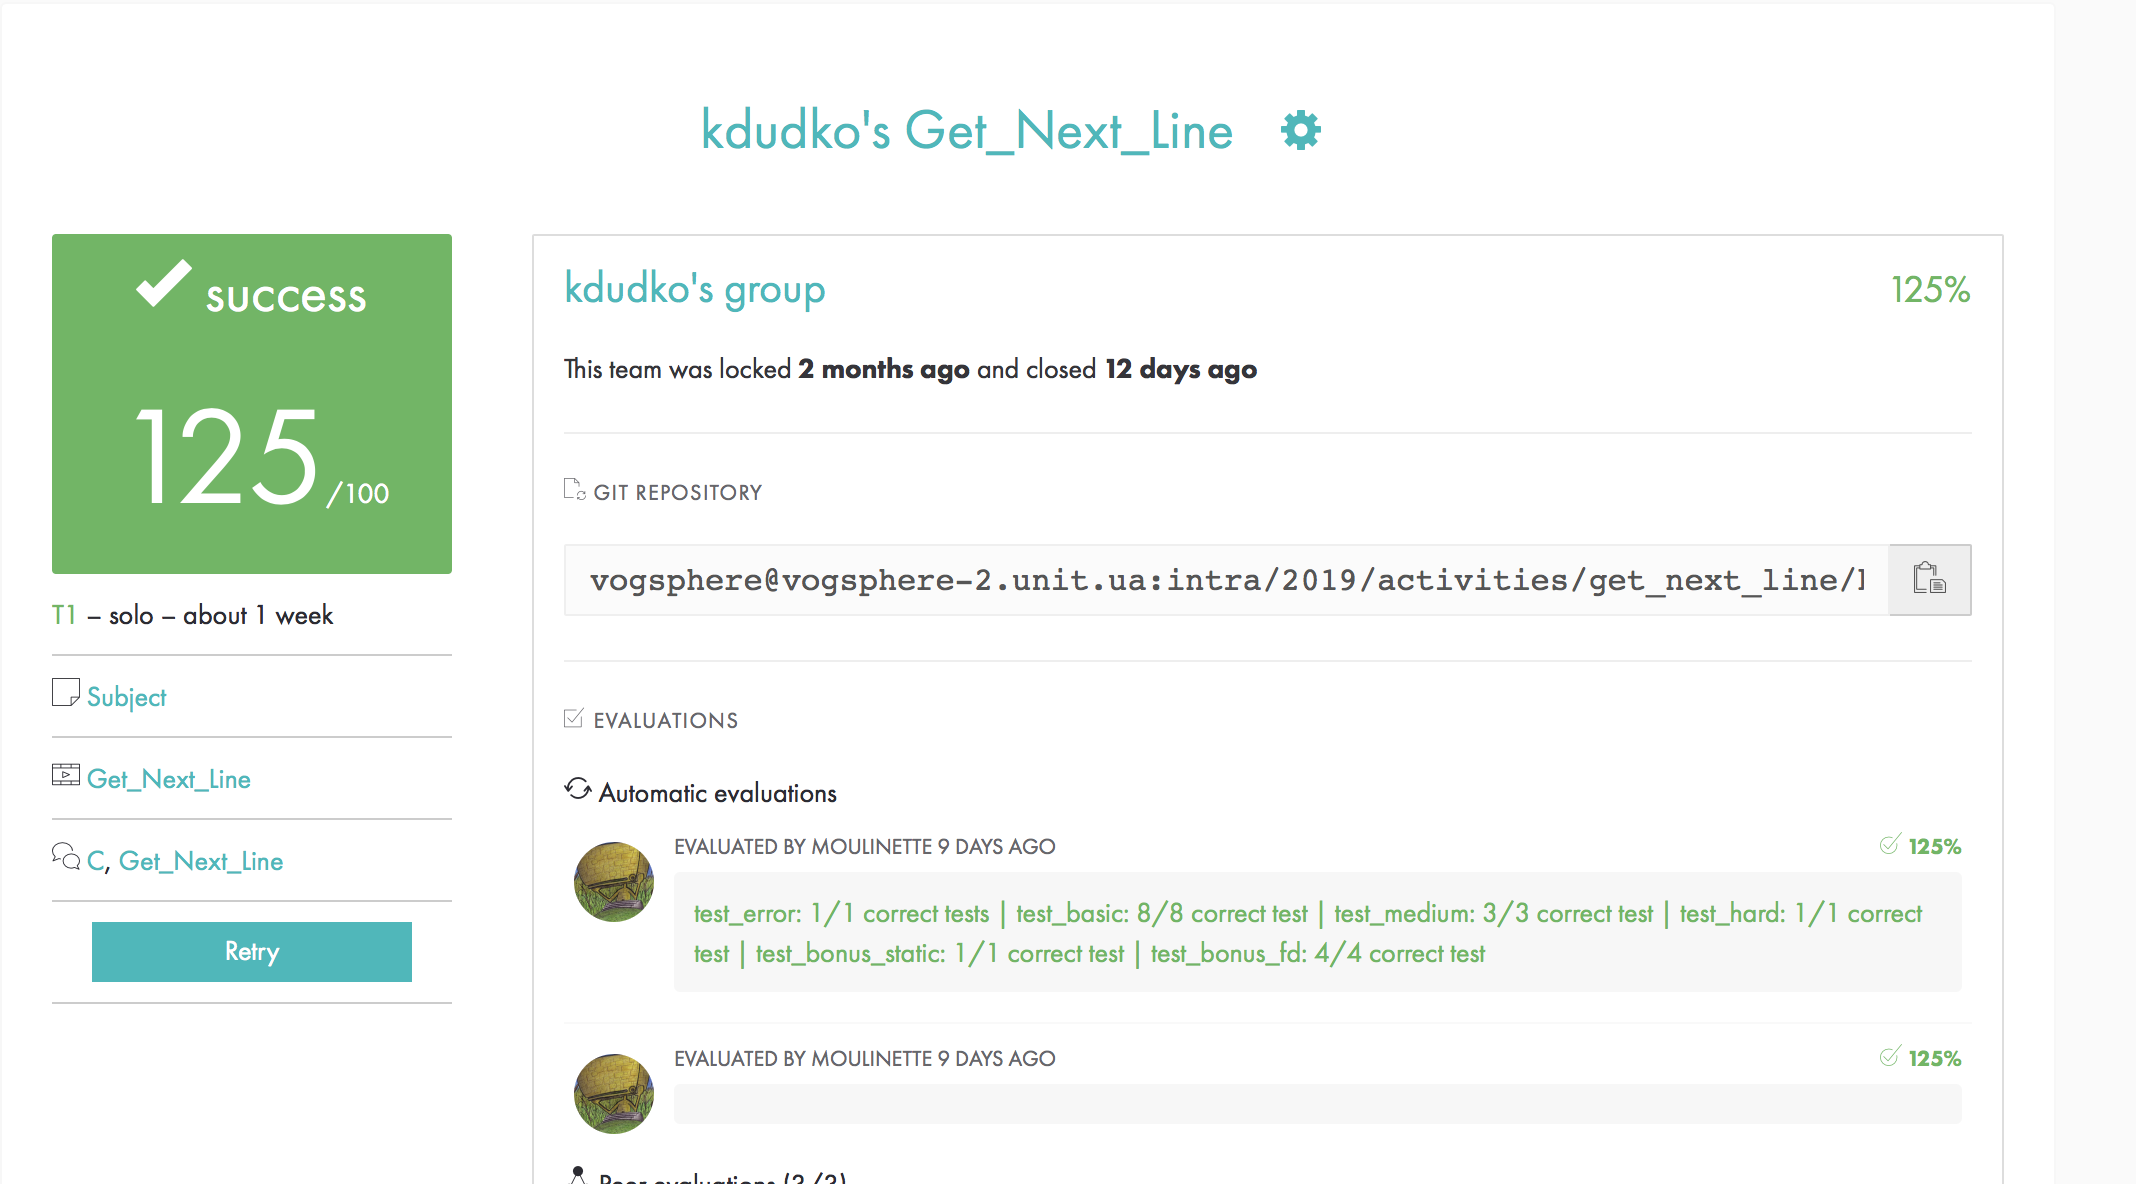 kdudko's Get_Next_Line
success
125 /100
T1 – solo – about 1 week
Subject
Get_Next_Line
C, Get_Next_Line
Retry
kdudko's group
125%
This team was locked 2 months ago and closed 12 days ago
GIT REPOSITORY
vogsphere@vogsphere-2.unit.ua:intra/2019/activities/get_next_line/
EVALUATIONS
Automatic evaluations
EVALUATED BY MOULINETTE 9 DAYS AGO
125%
test_error: 1/1 correct tests | test_basic: 8/8 correct test | test_medium: 3/3 correct test | test_hard: 1/1 correct
test | test_bonus_static: 1/1 correct test | test_bonus_fd: 4/4 correct test
EVALUATED BY MOULINETTE 9 DAYS AGO
125%
Peer evaluations